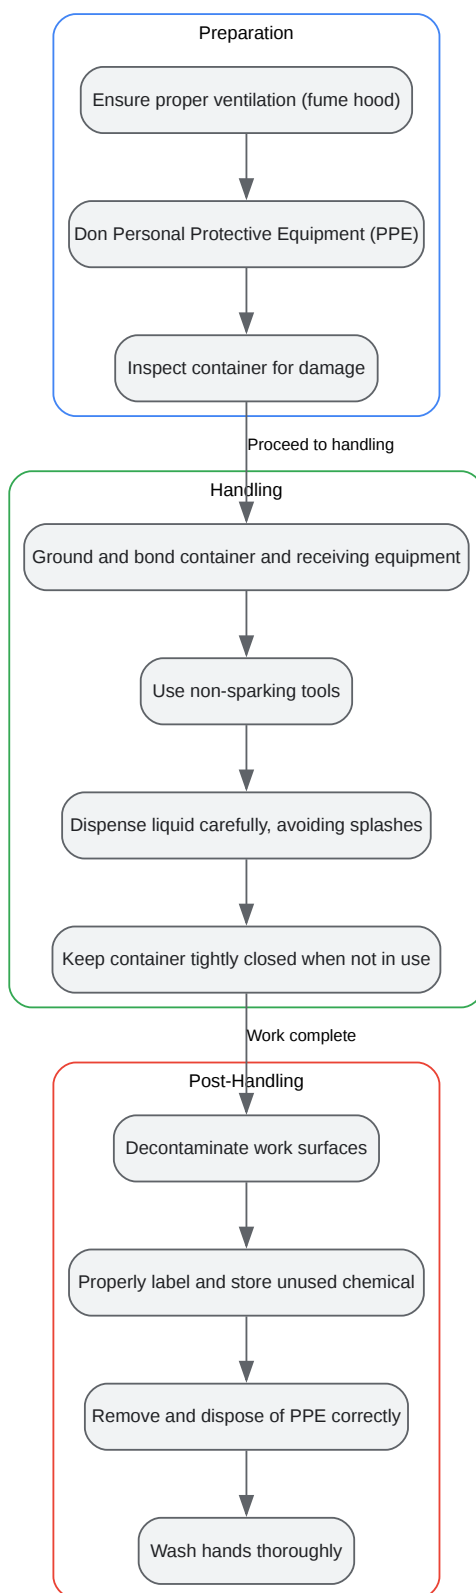 Preparation
Ensure proper ventilation (fume hood)
Don Personal Protective Equipment (PPE)
Inspect container for damage
Proceed to handling
Handling
Ground and bond container and receiving equipment
Use non-sparking tools
Dispense liquid carefully, avoiding splashes
Keep container tightly closed when not in use
Work complete
Post-Handling
Decontaminate work surfaces
Properly label and store unused chemical
Remove and dispose of PPE correctly
Wash hands thoroughly